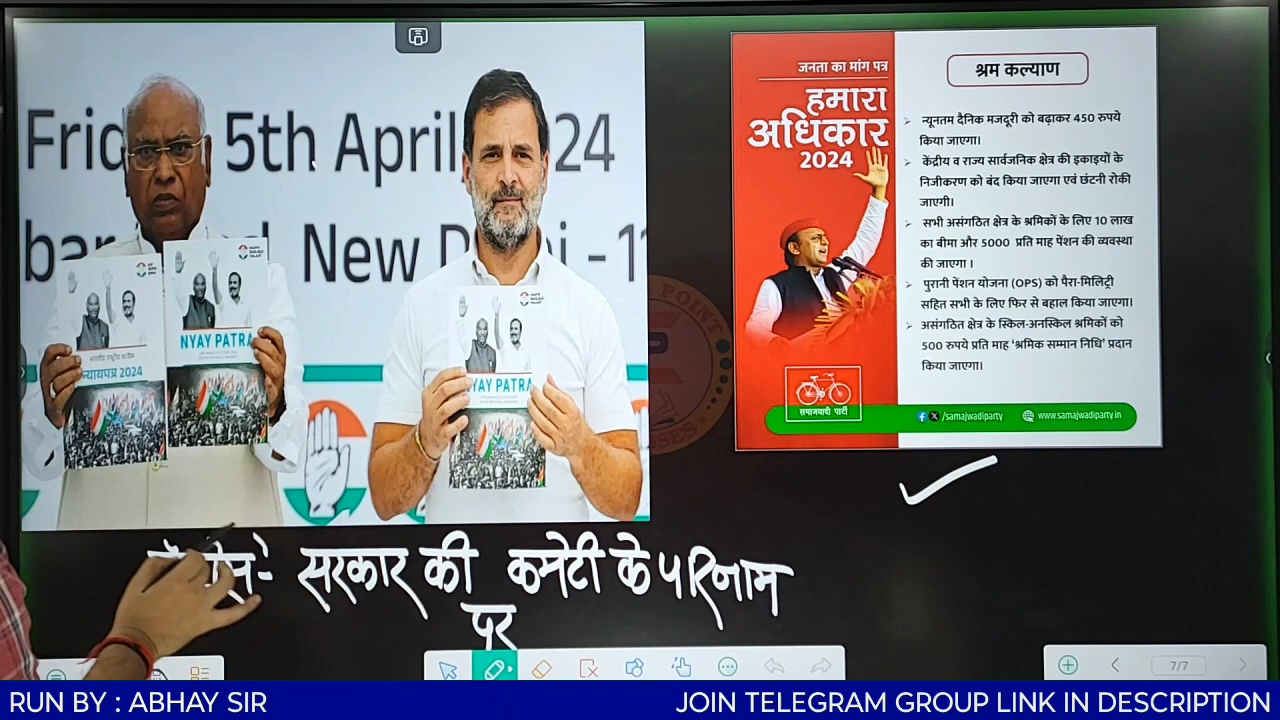 Frid 5th April 24
New D - 1
भारतीय राष्ट्रीय कांग्रेस
न्यायपत्र 2024
NYAY PATRA
NYAY PATRA
जनता का मांग पत्र
हमारा
अधिकार
2024
समाजवादी पार्टी
श्रम कल्याण
➢ न्यूनतम दैनिक मजदूरी को बढ़ाकर 450 रुपये
किया जाएगा।
➢ केंद्रीय व राज्य सार्वजनिक क्षेत्र की इकाइयों के
निजीकरण को बंद किया जाएगा एवं छंटनी रोकी
जाएगी।
➢ सभी असंगठित क्षेत्र के श्रमिकों के लिए 10 लाख
का बीमा और 5000 प्रति माह पेंशन की व्यवस्था
की जाएगा ।
➢ पुरानी पेंशन योजना (OPS) को पैरा-मिलिट्री
सहित सभी के लिए फिर से बहाल किया जाएगा।
➢ असंगठित क्षेत्र के स्किल-अनस्किल श्रमिकों को
500 रुपये प्रति माह ‘श्रमिक सम्मान निधि’ प्रदान
किया जाएगा।
/samajwadiparty www.samajwadiparty.in
सरकार की कमेटी के परिणाम
पर
7/7
RUN BY : ABHAY SIR
JOIN TELEGRAM GROUP LINK IN DESCRIPTION